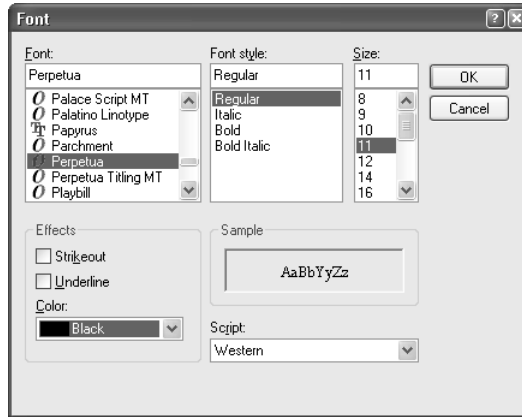 Font
Font:
Perpetua
Palace Script MT
Palatino Linotype
Papyrus
Parchment
Perpetua
Perpetua Titling MT
Playbill
Font style:
Regular
Regular
Italic
Bold
Bold Italic
Size:
11
8
9
10
11
12
14
16
OK
Cancel
Effects
Strikeout
Underline
Color:
Black
Sample
AaBbYyZz
Script:
Western